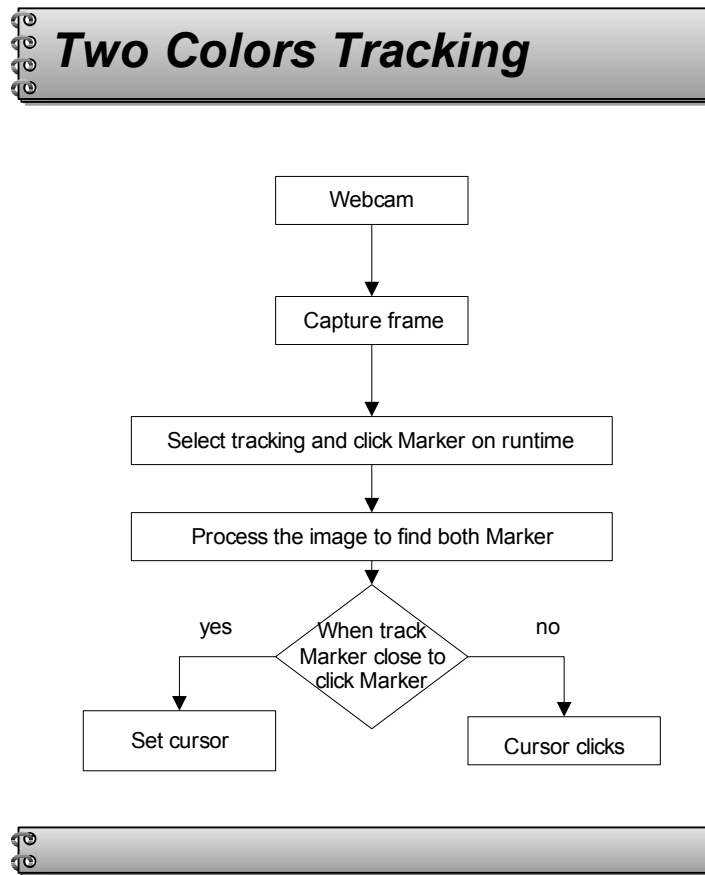 Two Colors Tracking
Webcam
Capture frame
Select tracking and click Marker on runtime
Process the image to find both Marker
yes
When track
Marker close to
click Marker
no
Set cursor
Cursor clicks